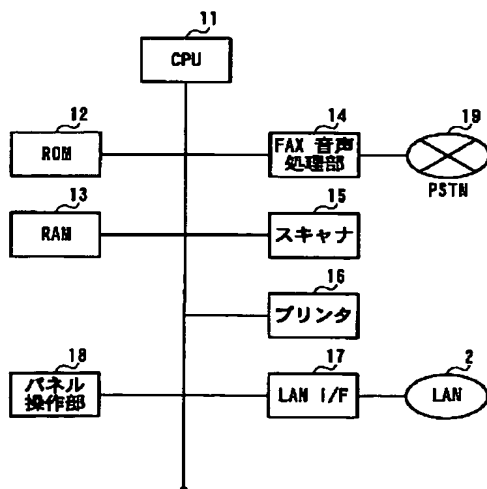 11
CPU
12
ROM
14
FAX 音声
処理部
19
PSTN
13
RAM
15
スキャナ
16
プリンタ
18
パネル
操作部
17
LAN I/F
2
LAN